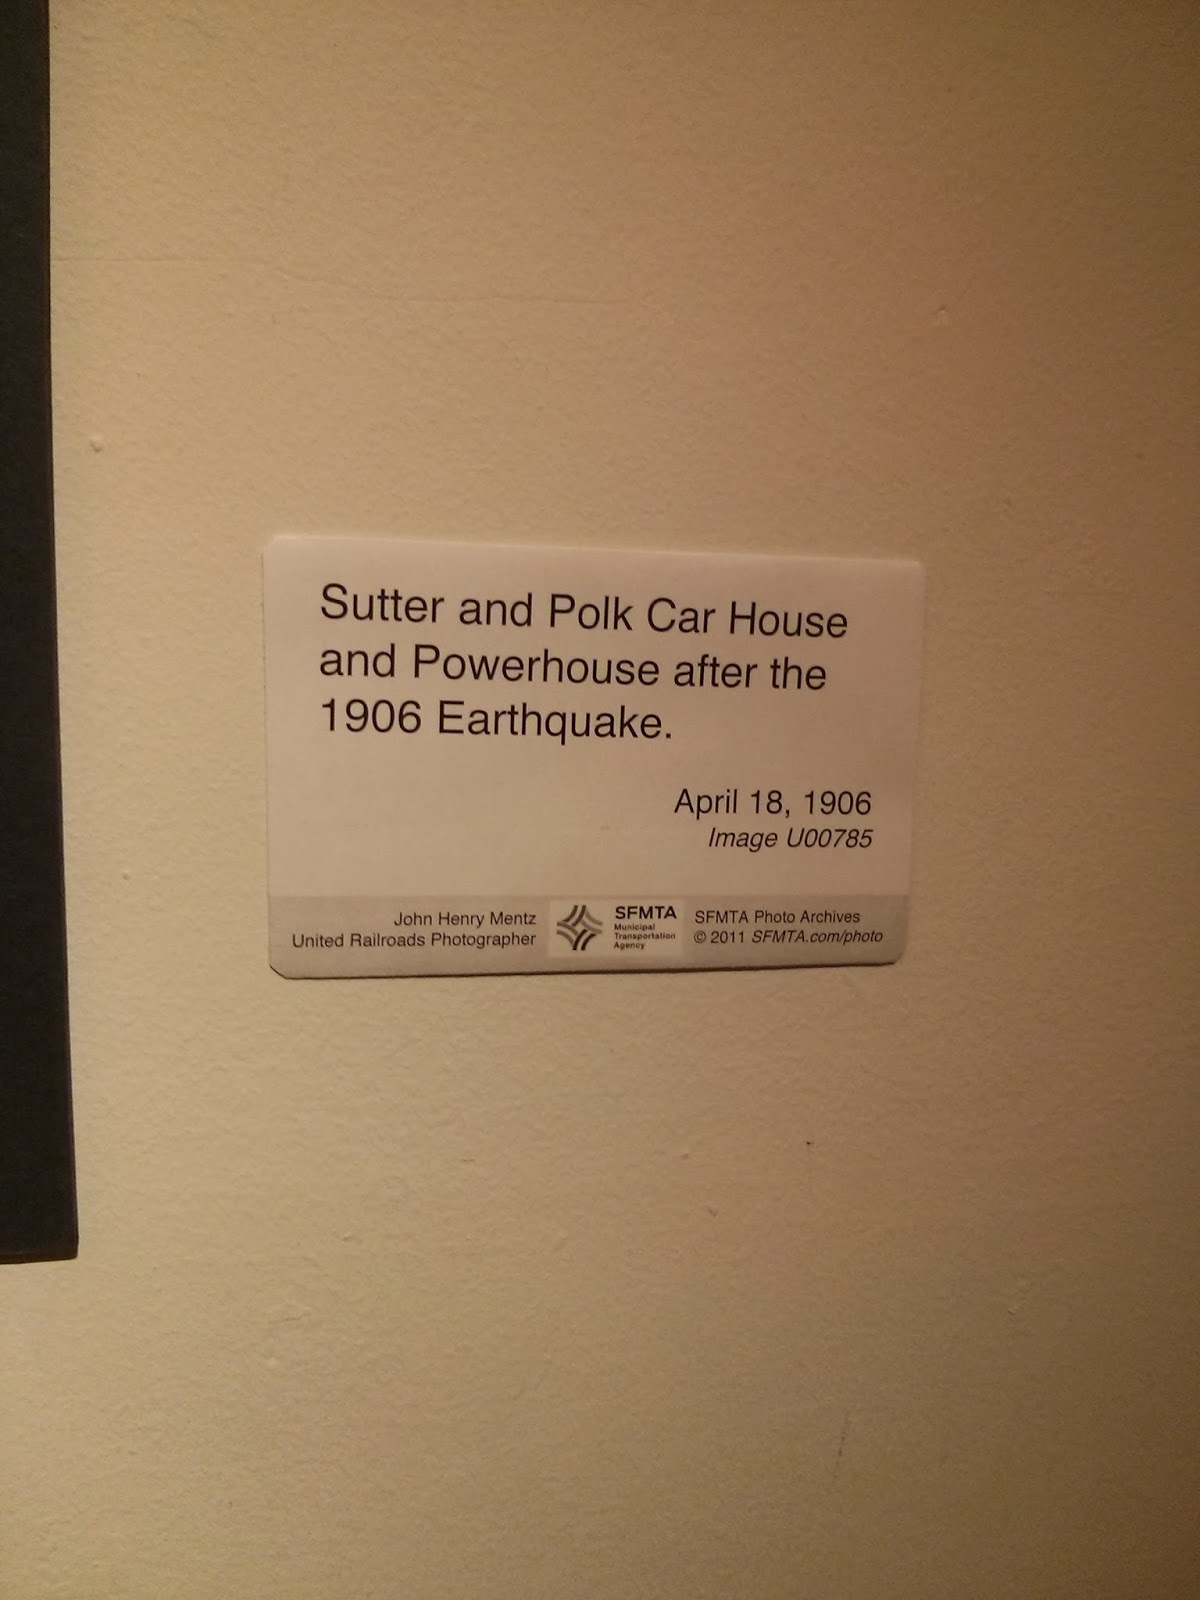 Sutter and Polk Car House
and Powerhouse after the
1906 Earthquake.
April 18, 1906
Image U00785
John Henry Mentz
United Railroads Photographer
SFMTA
Municipal
Transportation
Agency
SFMTA Photo Archives
© 2011 SFMTA.com/photo